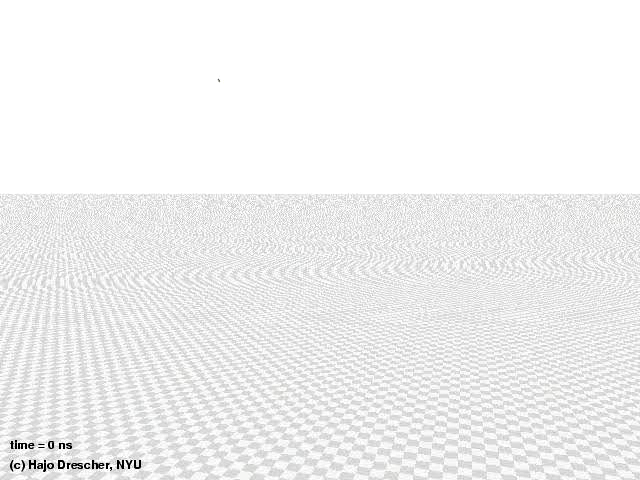 time = 0 ns
(c) Hajo Drescher, NYU